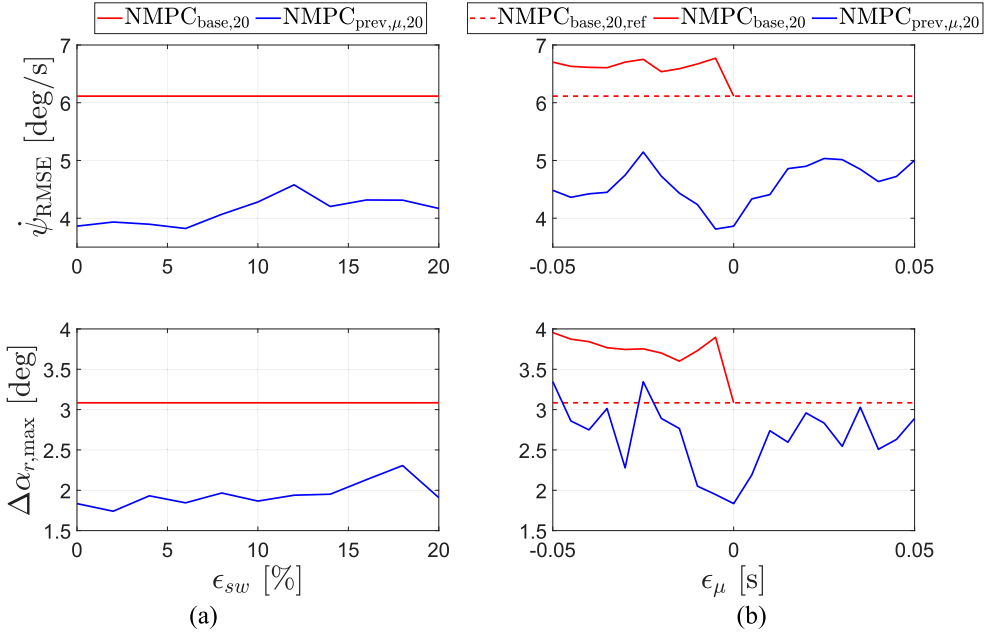 NMPC_base,20 NMPC_prev,μ,20
NMPC_base,20,ref NMPC_base,20 NMPC_prev,μ,20
ψ̇_RMSE [deg/s]
7
6
5
4
0 5 10 15 20
7
6
5
4
-0.05 0 0.05
Δα_r,max [deg]
4
3.5
3
2.5
2
1.5
0 5 10 15 20
ϵ_sw [%]
(a)
4
3.5
3
2.5
2
1.5
-0.05 0 0.05
ϵ_μ [s]
(b)